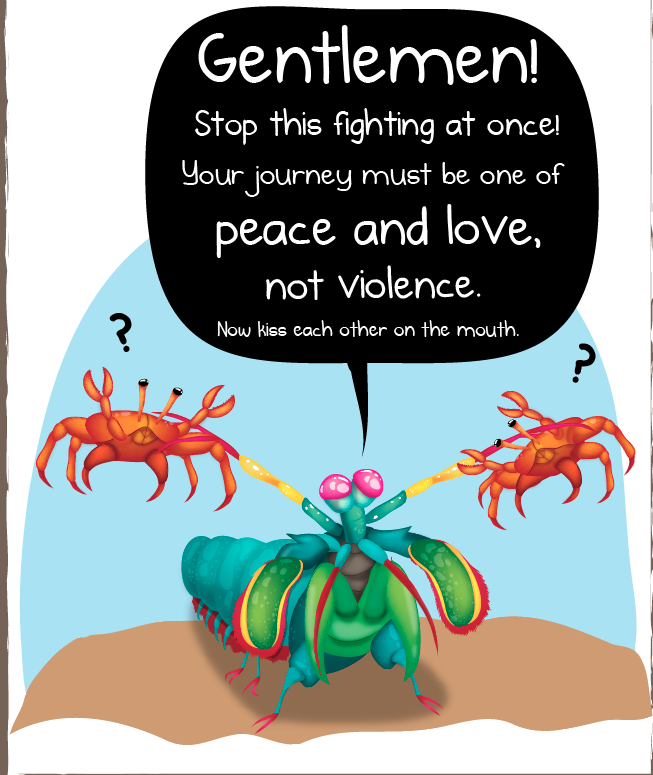 Gentlemen!
Stop this fighting at once!
Your journey must be one of
peace and love,
not violence.
Now kiss each other on the mouth.
?
?